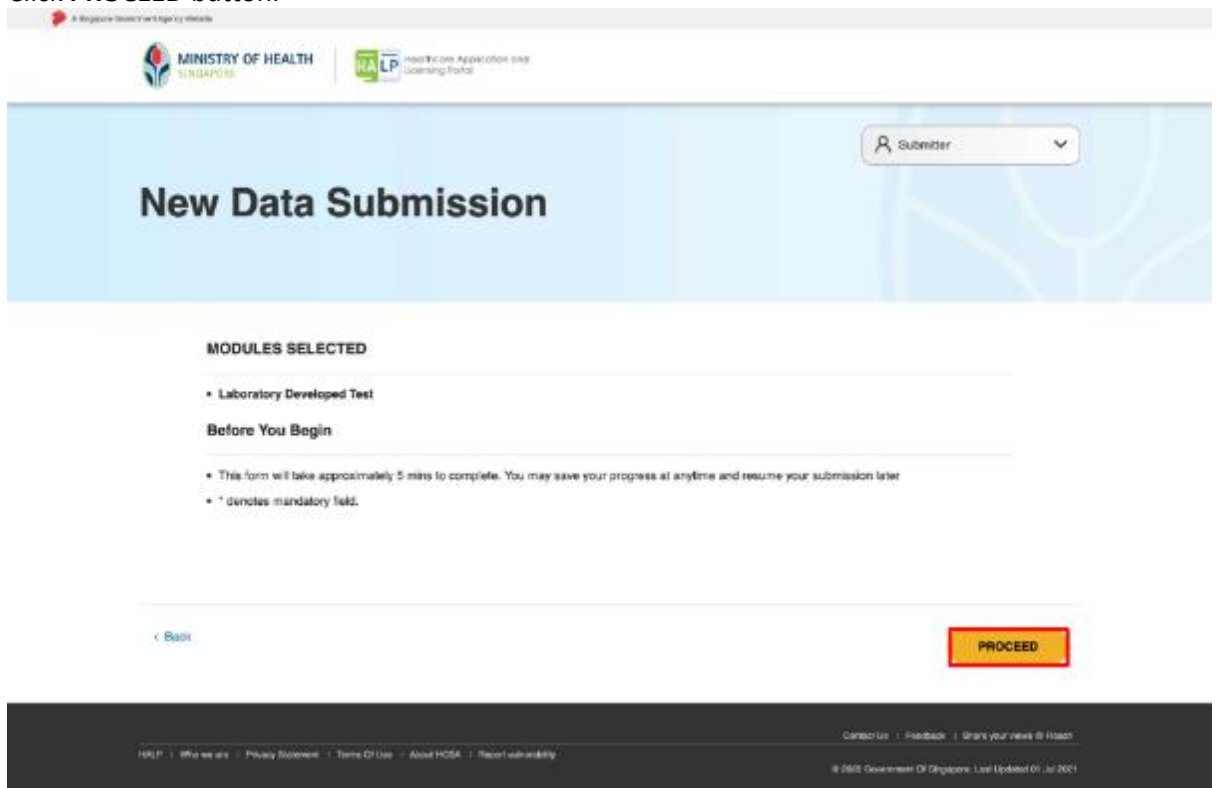 Click PROCEED button.
A Singapore Government Agency Website
MINISTRY OF HEALTH
SINGAPORE
HALP
Healthcare Application and
Licensing Portal
Submitter
New Data Submission
MODULES SELECTED
• Laboratory Developed Test
Before You Begin
• This form will take approximately 5 mins to complete. You may save your progress at anytime and resume your submission later
• * denotes mandatory field.
< Back
PROCEED
Contact Us | Feedback | Share your views @ Reach
HALP | Who we are | Privacy Statement | Terms Of Use | About HCSA | Report vulnerability
Government Of Singapore. Last Updated 01 Jul 2021